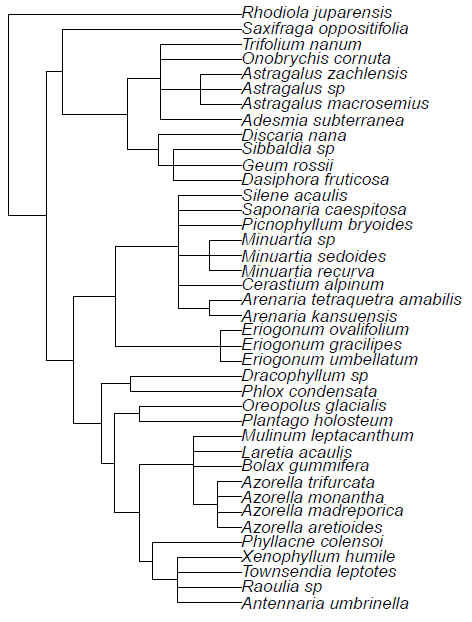 Rhodiola juparensis
Saxifraga oppositifolia
Trifolium nanum
Onobrychis cornuta
Astragalus zachlensis
Astragalus sp
Astragalus macrosemius
Adesmia subterranea
Discaria nana
Sibbaldia sp
Geum rossii
Dasiphora fruticosa
Silene acaulis
Saponaria caespitosa
Picnophyllum bryoides
Minuartia sp
Minuartia sedoides
Minuartia recurva
Cerastium alpinum
Arenaria tetraquetra amabilis
Arenaria kansuensis
Eriogonum ovalifolium
Eriogonum gracilipes
Eriogonum umbellatum
Dracophyllum sp
Phlox condensata
Oreopolus glacialis
Plantago holosteum
Mulinum leptacanthum
Laretia acaulis
Bolax gummifera
Azorella trifurcata
Azorella monantha
Azorella madreporica
Azorella aretioides
Phyllacne colensoi
Xenophyllum humile
Townsendia leptotes
Raoulia sp
Antennaria umbrinella